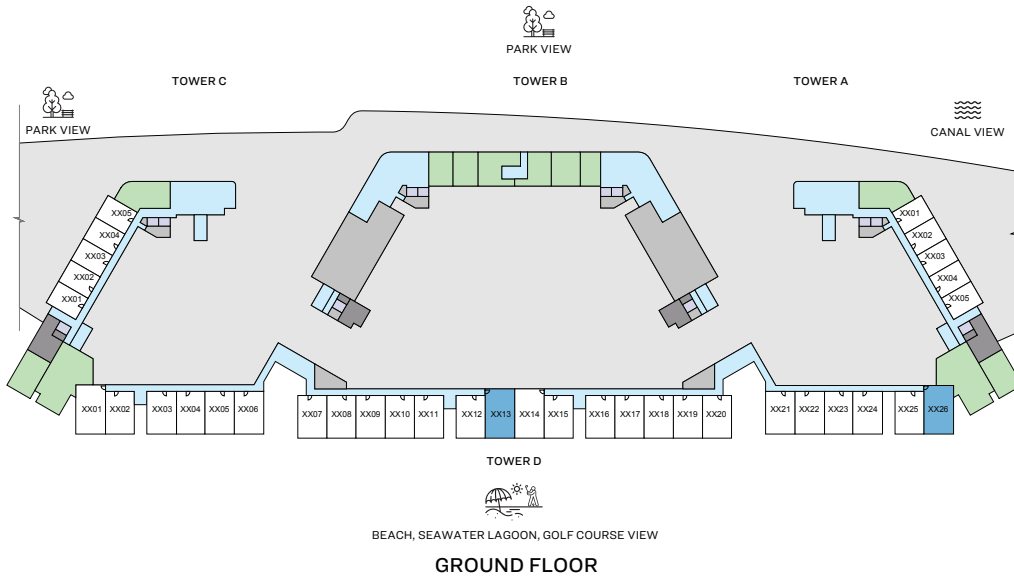 PARK VIEW
TOWER C
TOWER B
TOWER A
PARK VIEW
CANAL VIEW
XX05
XX04
XX03
XX02
XX01
XX01
XX02
XX03
XX04
XX05
XX01
XX02
XX03
XX04
XX05
XX06
XX07
XX08
XX09
XX10
XX11
XX12
XX13
XX14
XX15
XX16
XX17
XX18
XX19
XX20
XX21
XX22
XX23
XX24
XX25
XX26
TOWER D
BEACH, SEAWATER LAGOON, GOLF COURSE VIEW
GROUND FLOOR